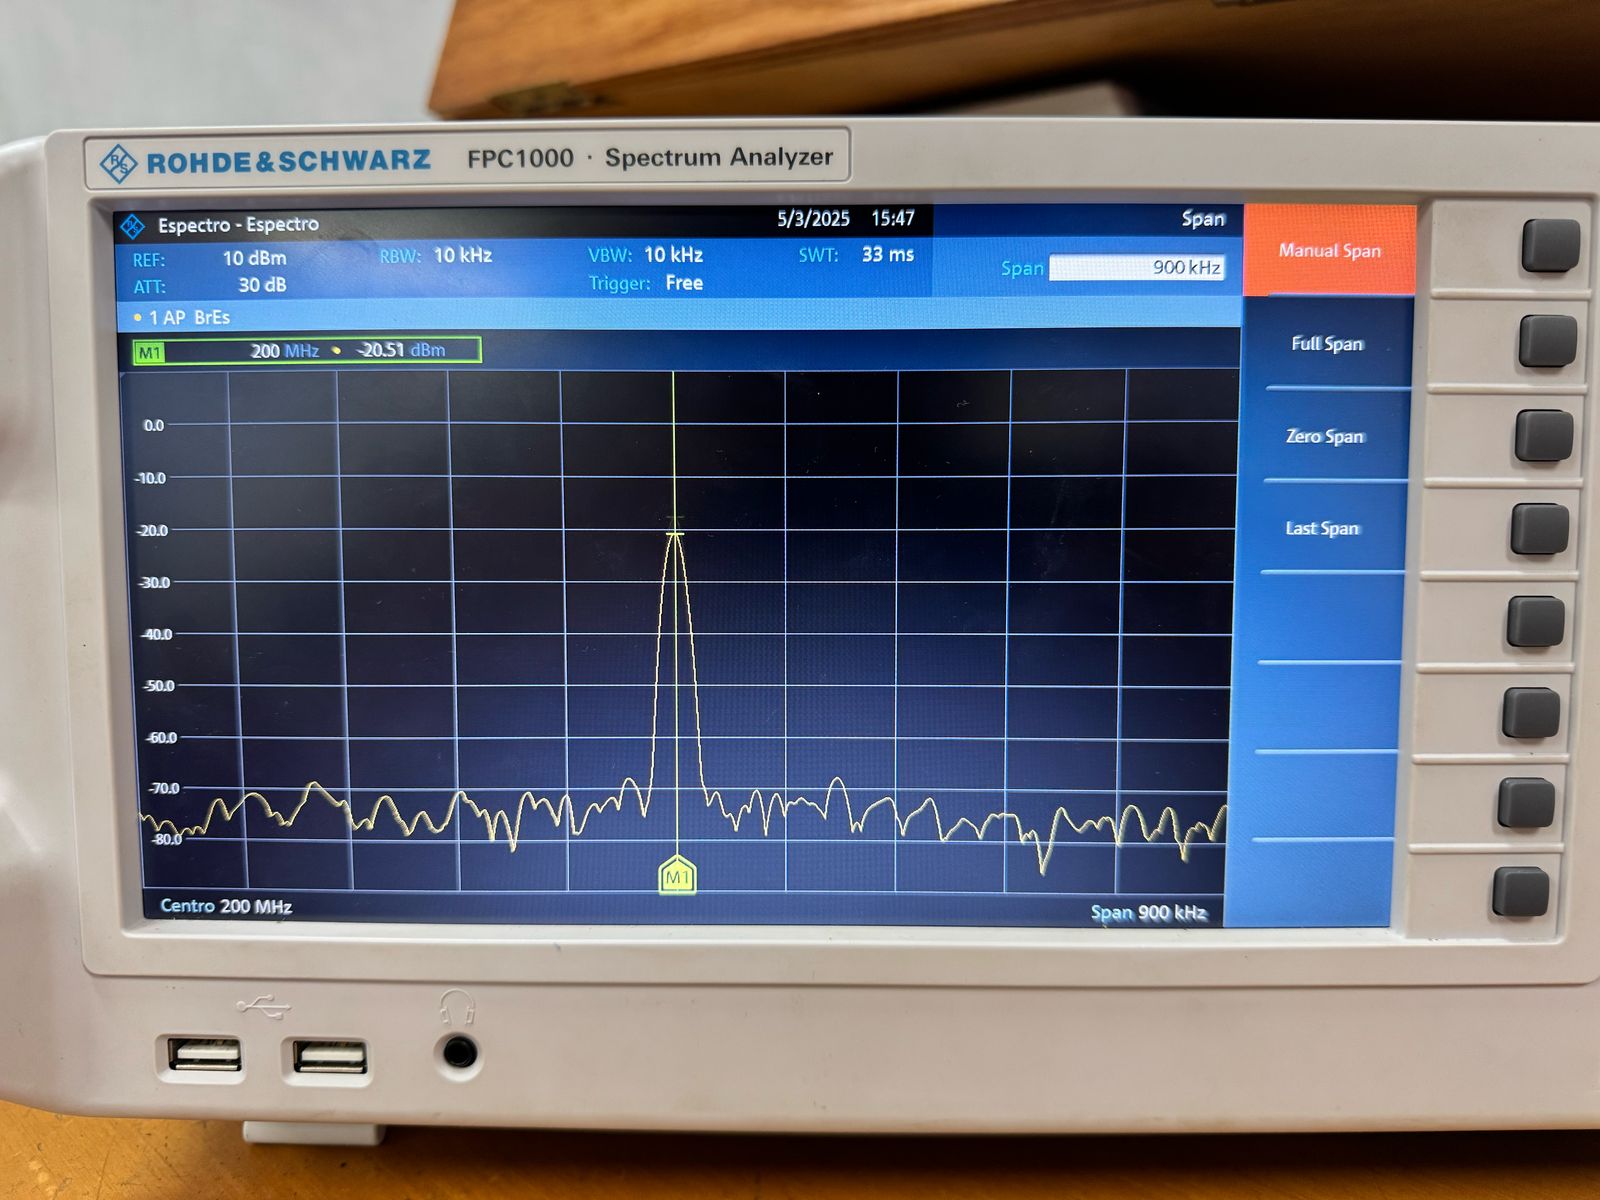 ROHDE&SCHWARZ FPC1000 · Spectrum Analyzer
Espectro - Espectro 5/3/2025 15:47 Span
REF: 10 dBm RBW: 10 kHz VBW: 10 kHz SWT: 33 ms Span 900 kHz
ATT: 30 dB Trigger: Free
1 AP BrEs
M1 200 MHz -20.51 dBm
0.0
-10.0
-20.0
-30.0
-40.0
-50.0
-60.0
-70.0
-80.0
M1
Centro 200 MHz Span 900 kHz
Manual Span
Full Span
Zero Span
Last Span